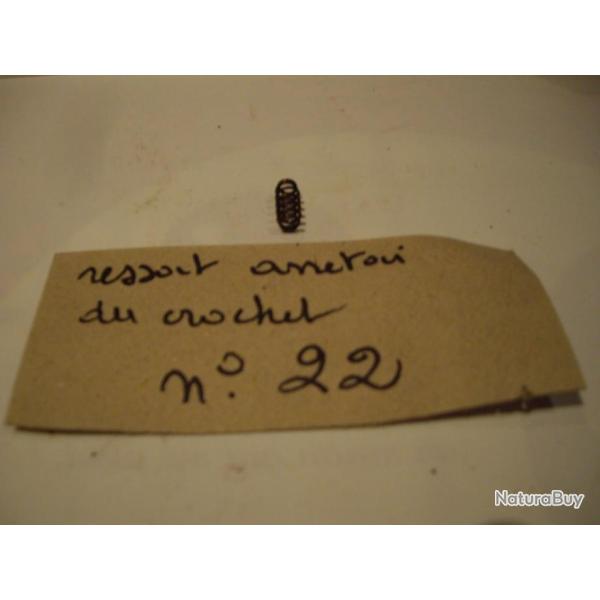 ressort arretoir
du crochet
n° 22
NaturaBuy